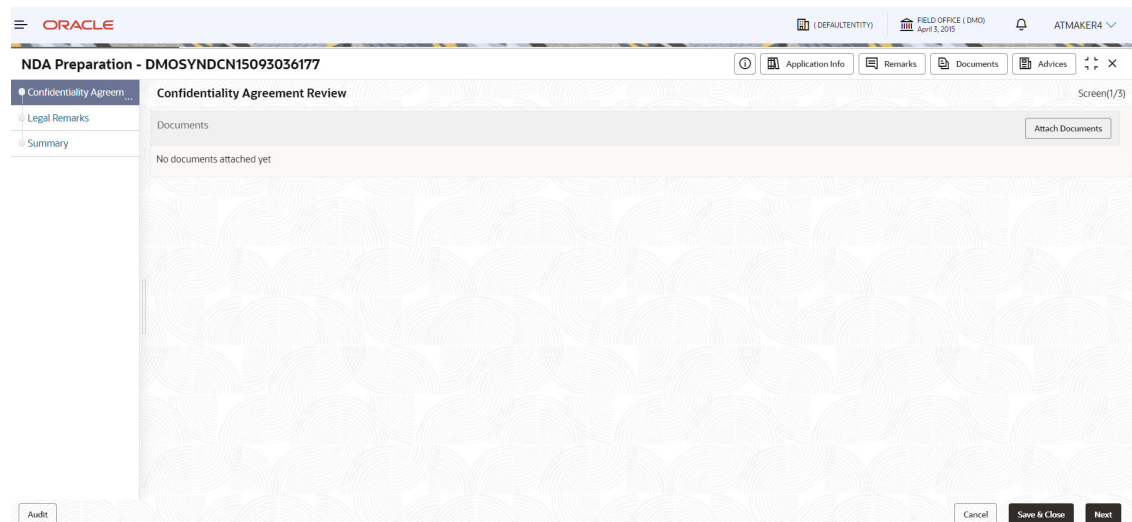 ORACLE
( DEFAULTENTITY)
FIELD OFFICE ( DMO)
April 3, 2015
ATMAKER4
NDA Preparation - DMOSYNDCN15093036177
Application Info
Remarks
Documents
Advices
Confidentiality Agreem...
Legal Remarks
Summary
Confidentiality Agreement Review
Screen(1/3)
Documents
Attach Documents
No documents attached yet
Audit
Cancel
Save & Close
Next